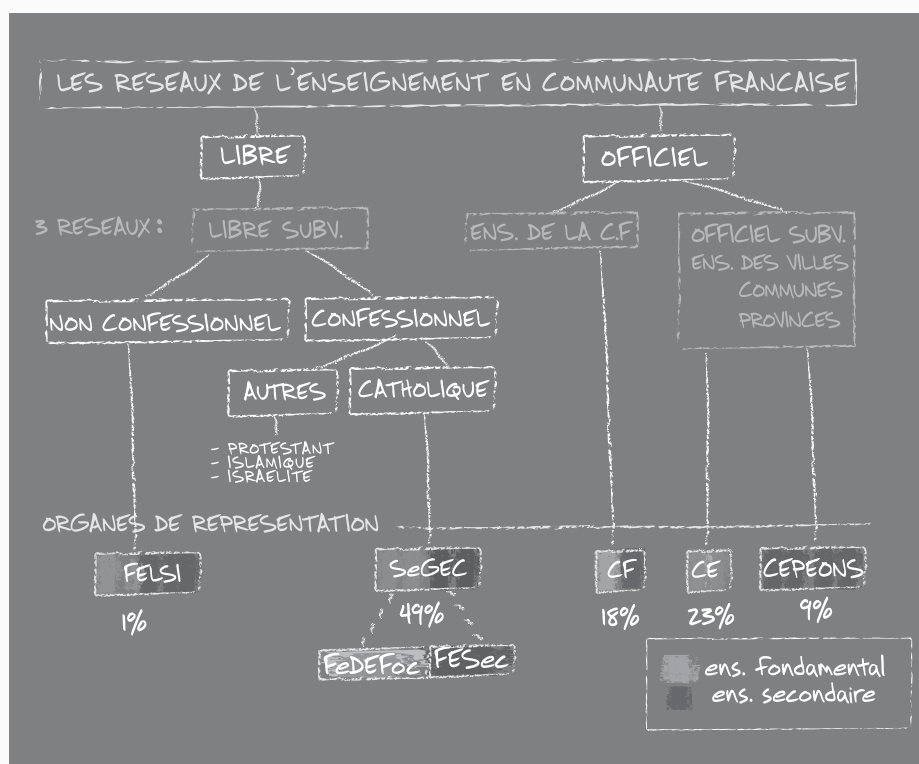 LES RESEAUX DE L'ENSEIGNEMENT EN COMMUNAUTE FRANCAISE
LIBRE
OFFICIEL
3 RESEAUX :
LIBRE SUBV.
ENS. DE LA C.F
OFFICIEL SUBV.
ENS. DES VILLES
COMMUNES
PROVINCES
NON CONFESSIONNEL
CONFESSIONNEL
AUTRES
CATHOLIQUE
- PROTESTANT
- ISLAMIQUE
- ISRAELITE
ORGANES DE REPRESENTATION
FELSI
SeGEC
CF
CE
CEPEONS
1%
49%
18%
23%
9%
FeDEFoc
FESec
ens. fondamental
ens. secondaire